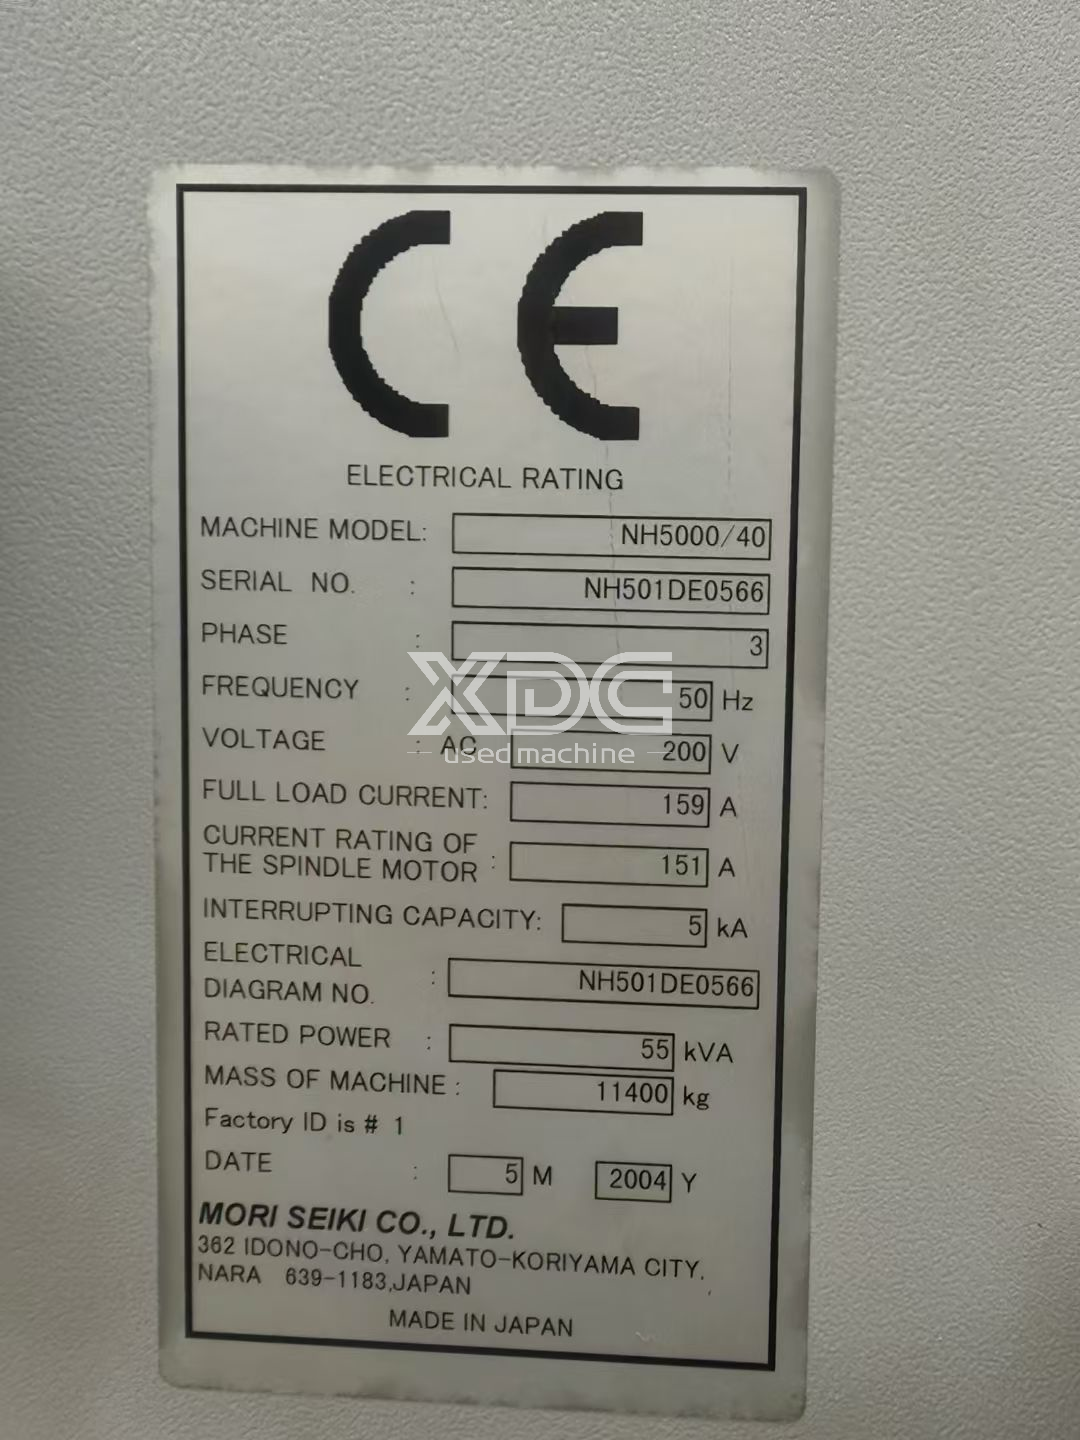 CE
ELECTRICAL RATING
MACHINE MODEL: NH5000/40
SERIAL NO. : NH501DE0566
PHASE : 3
XDC
FREQUENCY : 50 Hz
VOLTAGE : AC 200 V
used machine
FULL LOAD CURRENT: 159 A
CURRENT RATING OF
THE SPINDLE MOTOR : 151 A
INTERRUPTING CAPACITY: 5 kA
ELECTRICAL
DIAGRAM NO. : NH501DE0566
RATED POWER : 55 kVA
MASS OF MACHINE : 11400 kg
Factory ID is # 1
DATE : 5 M 2004 Y
MORI SEIKI CO., LTD.
362 IDONO-CHO, YAMATO-KORIYAMA CITY,
NARA 639-1183,JAPAN
MADE IN JAPAN